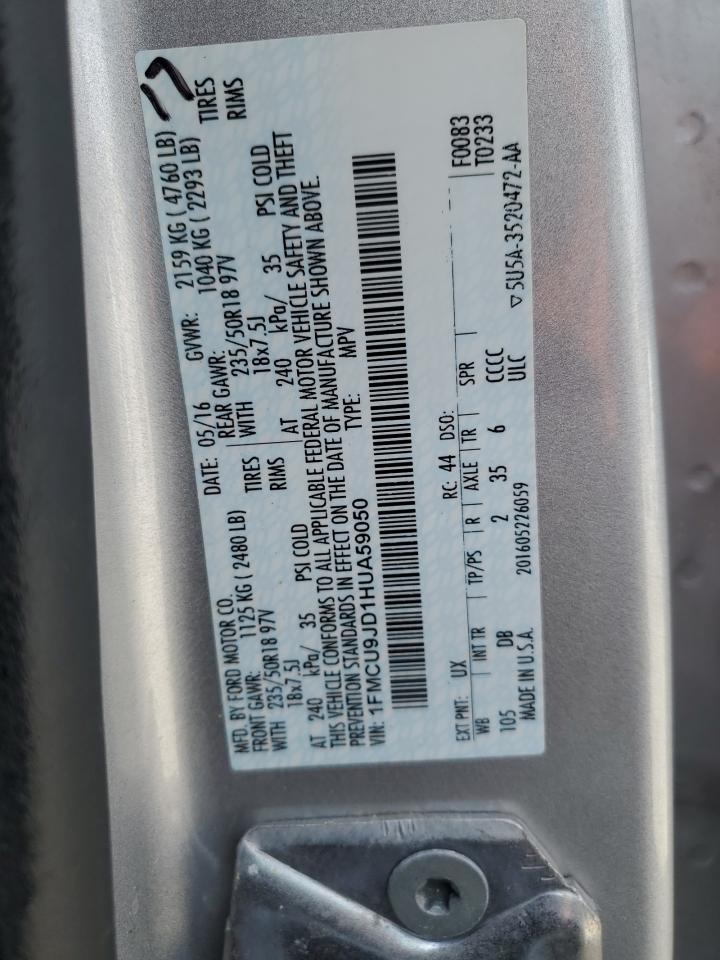 17
MFD. BY FORD MOTOR CO.
DATE: 05/16 GVWR: 2159 KG ( 4760 LB)
FRONT GAWR: 1125 KG ( 2480 LB) REAR GAWR: 1040 KG ( 2293 LB)
WITH 235/50R18 97V TIRES WITH 235/50R18 97V TIRES
18x7.5J RIMS 18x7.5J RIMS
AT 240 kPa/ 35 PSI COLD AT 240 kPa/ 35 PSI COLD
THIS VEHICLE CONFORMS TO ALL APPLICABLE FEDERAL MOTOR VEHICLE SAFETY AND THEFT
PREVENTION STANDARDS IN EFFECT ON THE DATE OF MANUFACTURE SHOWN ABOVE.
VIN: 1FMCU9JD1HUA59050 TYPE: MPV
F0083
T0233
EXT PNT: UX RC: 44 DSO:
WB INT TR TP/PS R AXLE TR SPR
105 DB 2 35 6 CCCC
ULC
MADE IN U.S.A. 201605226059
▽5U5A-3520472-AA